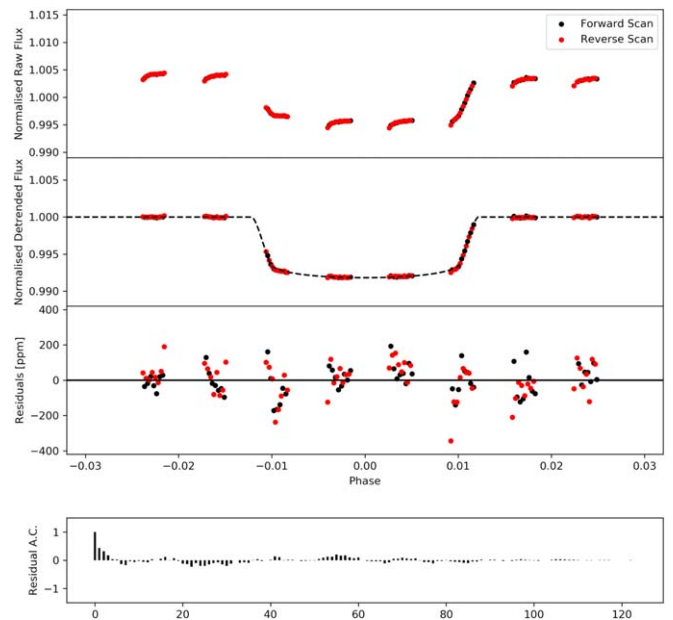 Normalised Raw Flux
1.015
1.010
1.005
1.000
0.995
0.990
Forward Scan
Reverse Scan
Normalised Detrended Flux
1.005
1.000
0.995
0.990
Residuals [ppm]
400
200
0
−200
−400
−0.03 −0.02 −0.01 0.00 0.01 0.02 0.03
Phase
Residual A.C.
1
0
−1
0 20 40 60 80 100 120